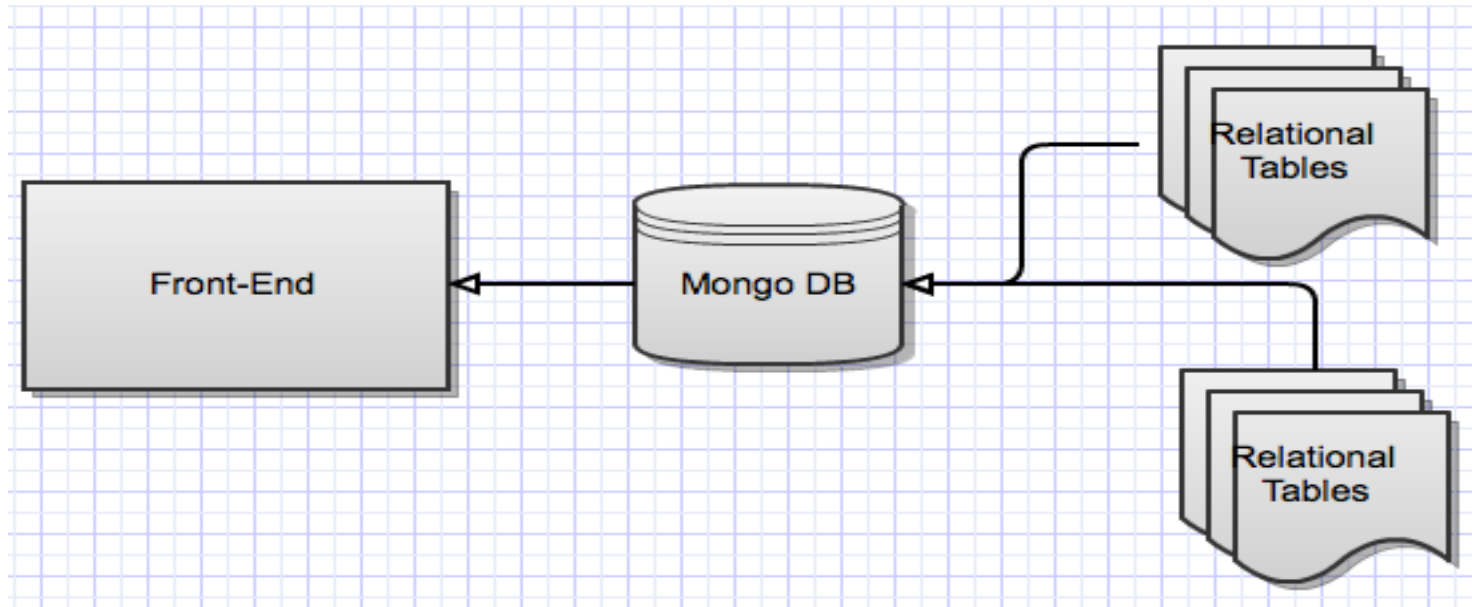 Front-End
Mongo DB
Relational
Tables
Relational
Tables